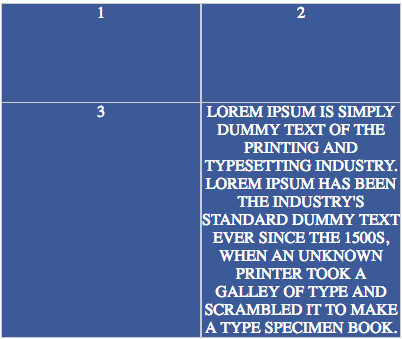 1
2
3
LOREM IPSUM IS SIMPLY
DUMMY TEXT OF THE
PRINTING AND
TYPESETTING INDUSTRY.
LOREM IPSUM HAS BEEN
THE INDUSTRY'S
STANDARD DUMMY TEXT
EVER SINCE THE 1500S,
WHEN AN UNKNOWN
PRINTER TOOK A
GALLEY OF TYPE AND
SCRAMBLED IT TO MAKE
A TYPE SPECIMEN BOOK.